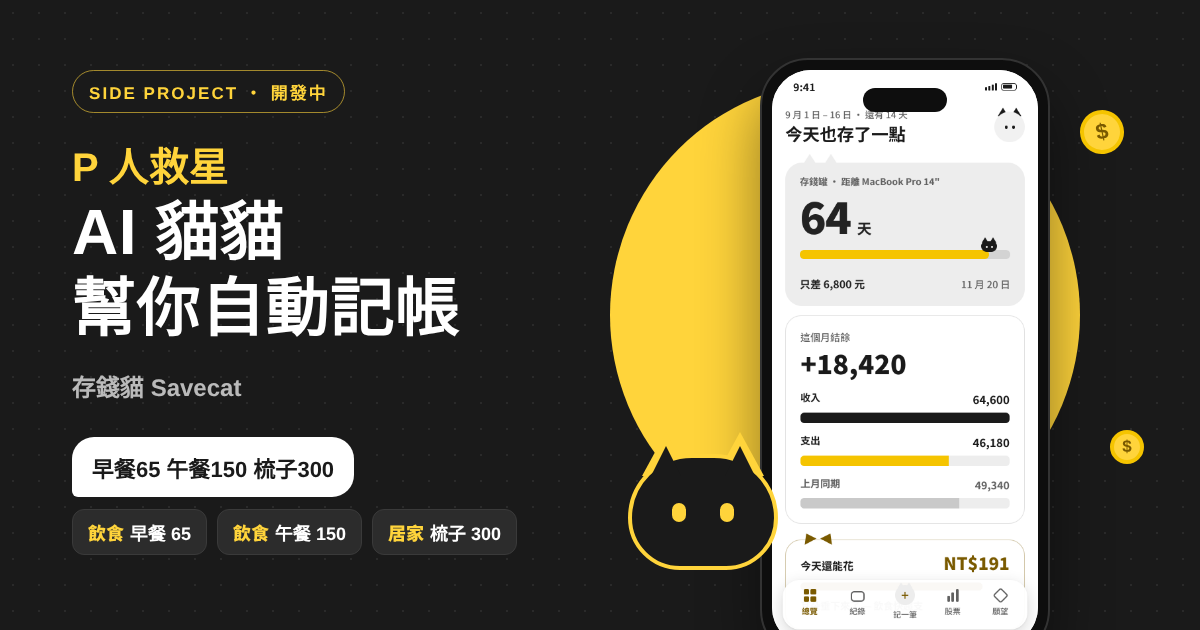 SIDE PROJECT ・ 開發中
P 人救星
AI 貓貓
幫你自動記帳
存錢貓 Savecat
早餐65 午餐150 梳子300
飲食 早餐 65
飲食 午餐 150
居家 梳子 300
9:41
9 月 1 日 – 16 日 ・ 還有 14 天
今天也存了一點
存錢罐 ・ 距離 MacBook Pro 14"
64 天
只差 6,800 元
11 月 20 日
這個月結餘
+18,420
收入 64,600
支出 46,180
上月同期 49,340
今天還能花 NT$191
總覽
紀錄
+
記一筆
股票
願望
$
$